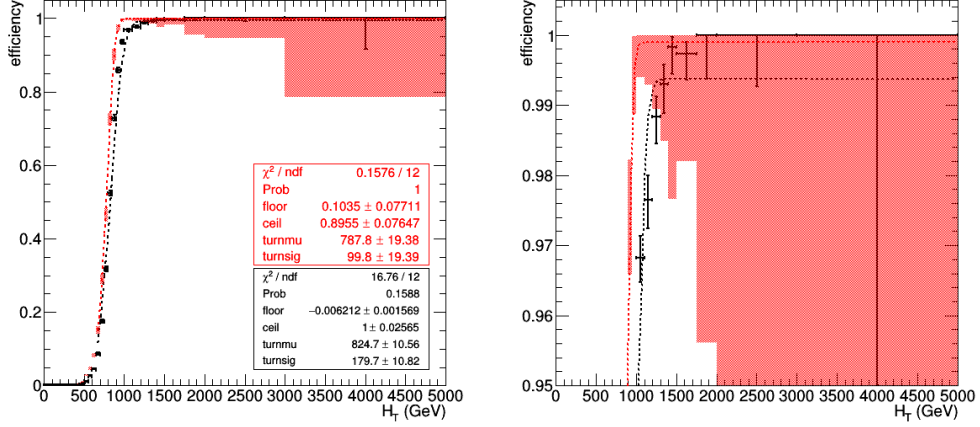 efficiency
1
0.8
0.6
0.4
0.2
0
χ² / ndf 0.1576 / 12
Prob 1
floor 0.1035 ± 0.07711
ceil 0.8955 ± 0.07647
turnmu 787.8 ± 19.38
turnsig 99.8 ± 19.39
χ² / ndf 16.76 / 12
Prob 0.1588
floor −0.006212 ± 0.001569
ceil 1 ± 0.02565
turnmu 824.7 ± 10.56
turnsig 179.7 ± 10.82
0 500 1000 1500 2000 2500 3000 3500 4000 4500 5000
H_T (GeV)
efficiency
1
0.99
0.98
0.97
0.96
0.95
0 500 1000 1500 2000 2500 3000 3500 4000 4500 5000
H_T (GeV)